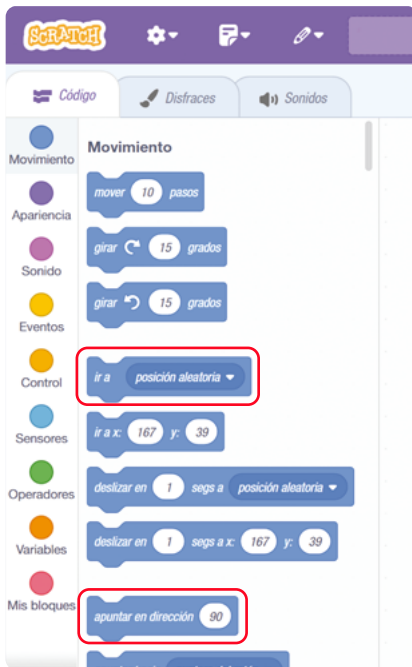 SCRATCH
Código Disfraces Sonidos
Movimiento
Apariencia
Sonido
Eventos
Control
Sensores
Operadores
Variables
Mis bloques
Movimiento
mover 10 pasos
girar 15 grados
girar 15 grados
ir a posición aleatoria
ir a x: 167 y: 39
deslizar en 1 segs a posición aleatoria
deslizar en 1 segs a x: 167 y: 39
apuntar en dirección 90